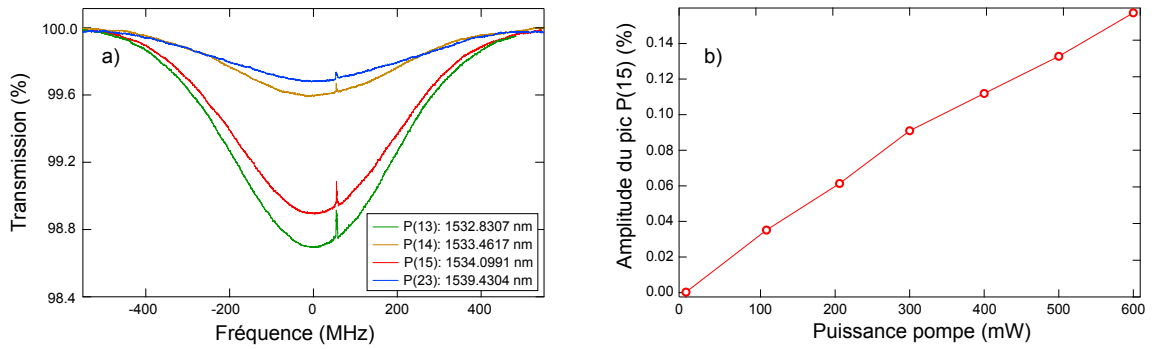 a)
Transmission (%)
100.0
99.6
99.2
98.8
98.4
-400
-200
0
200
400
Fréquence (MHz)
P(13): 1532.8307 nm
P(14): 1533.4617 nm
P(15): 1534.0991 nm
P(23): 1539.4304 nm
b)
Amplitude du pic P(15) (%)
0.14
0.12
0.10
0.08
0.06
0.04
0.02
0.00
0
100
200
300
400
500
600
Puissance pompe (mW)